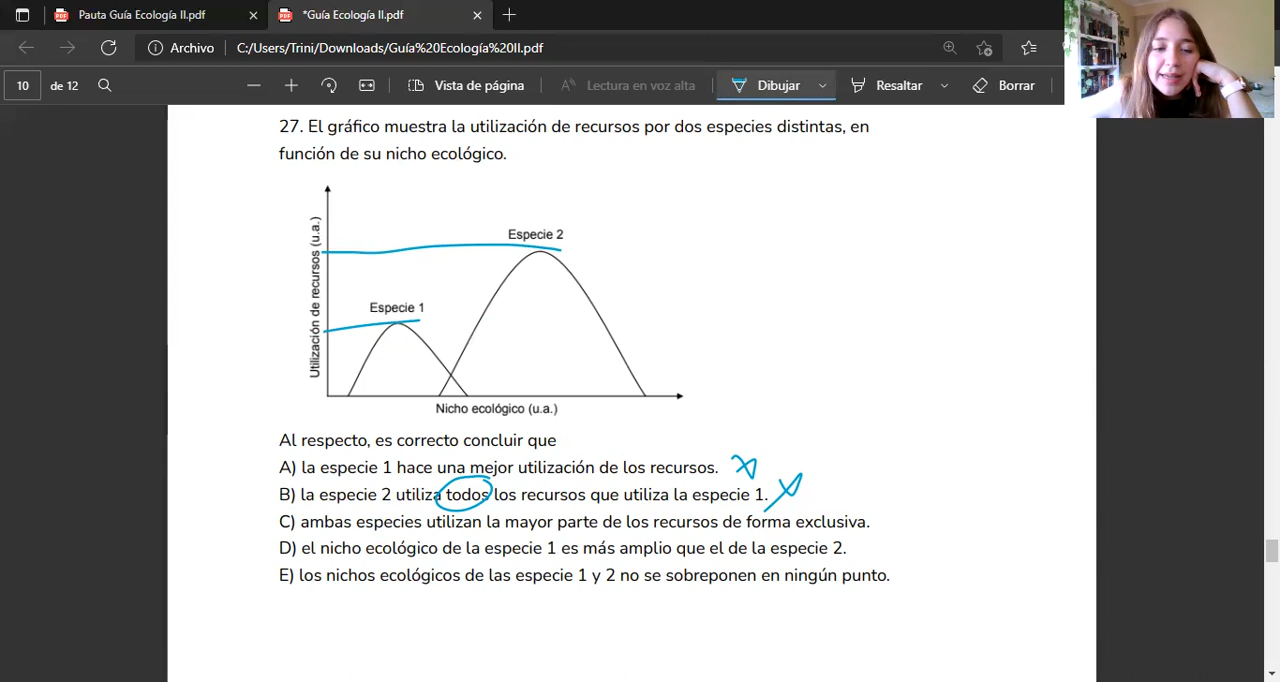 Pauta Guía Ecología II.pdf
*Guía Ecología II.pdf
Archivo C:/Users/Trini/Downloads/Guía%20Ecología%20II.pdf
10 de 12 Vista de página Lectura en voz alta Dibujar Resaltar Borrar
27. El gráfico muestra la utilización de recursos por dos especies distintas, en
función de su nicho ecológico.
Utilización de recursos (u.a.)
Especie 2
Especie 1
Nicho ecológico (u.a.)
Al respecto, es correcto concluir que
A) la especie 1 hace una mejor utilización de los recursos.
B) la especie 2 utiliza todos los recursos que utiliza la especie 1.
C) ambas especies utilizan la mayor parte de los recursos de forma exclusiva.
D) el nicho ecológico de la especie 1 es más amplio que el de la especie 2.
E) los nichos ecológicos de las especie 1 y 2 no se sobreponen en ningún punto.